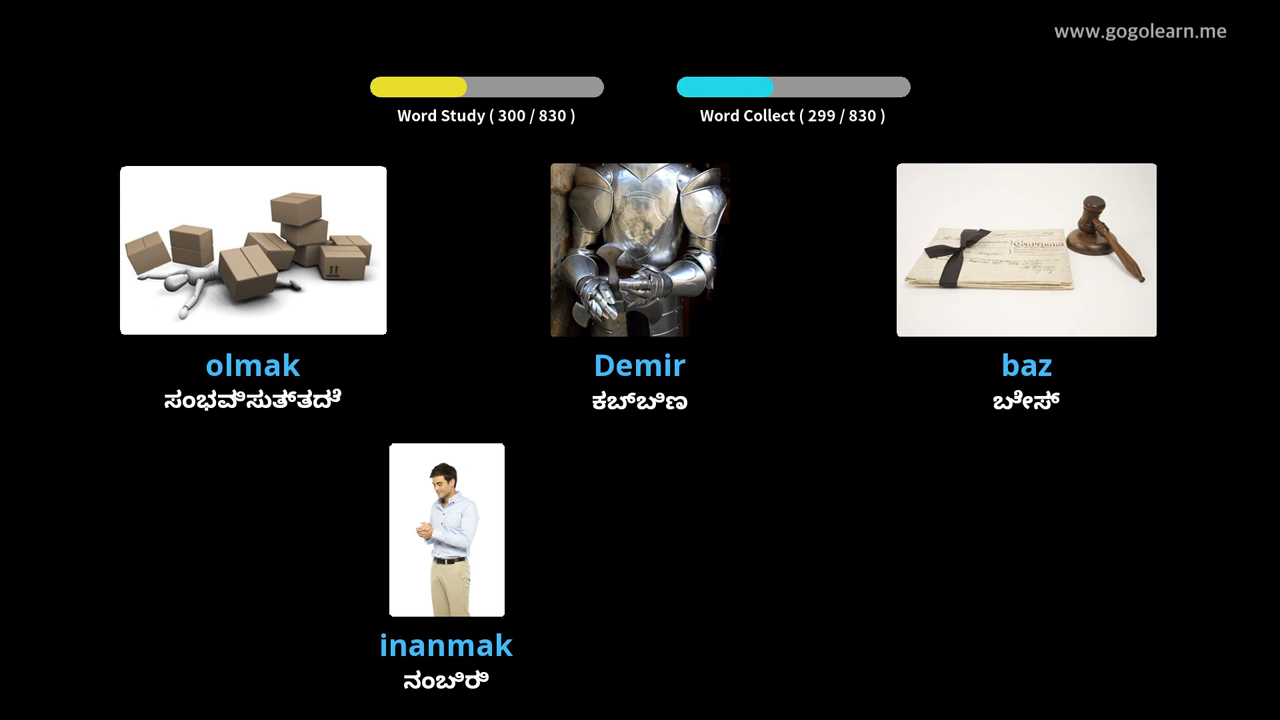 www.gogolearn.me
Word Study ( 300 / 830 )
Word Collect ( 299 / 830 )
olmak
ಸಂಭವಿಸುತ್ತದೆ
Demir
ಕಬ್ಬಿಣ
baz
ಬೇಸ್
inanmak
ನಂಬಿರಿ